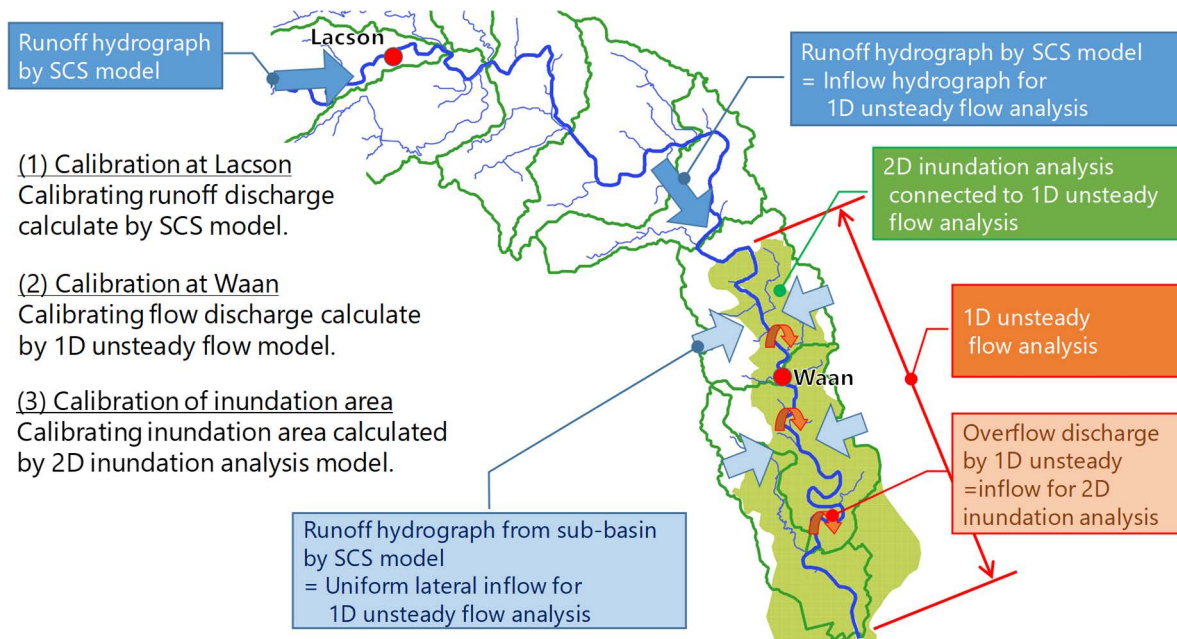 Runoff hydrograph
by SCS model
Lacson
Runoff hydrograph by SCS model
= Inflow hydrograph for
1D unsteady flow analysis
(1) Calibration at Lacson
Calibrating runoff discharge
calculate by SCS model.
2D inundation analysis
connected to 1D unsteady
flow analysis
(2) Calibration at Waan
Calibrating flow discharge calculate
by 1D unsteady flow model.
1D unsteady
flow analysis
Waan
(3) Calibration of inundation area
Calibrating inundation area calculated
by 2D inundation analysis model.
Overflow discharge
by 1D unsteady
=inflow for 2D
inundation analysis
Runoff hydrograph from sub-basin
by SCS model
= Uniform lateral inflow for
1D unsteady flow analysis